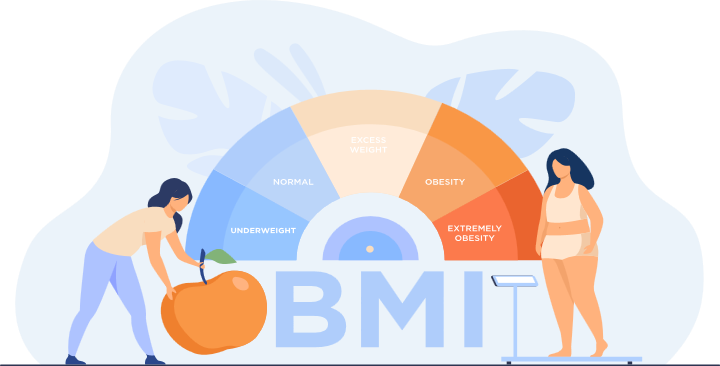 EXCESS
WEIGHT
NORMAL
OBESITY
UNDERWEIGHT
EXTREMELY
OBESITY
BMI